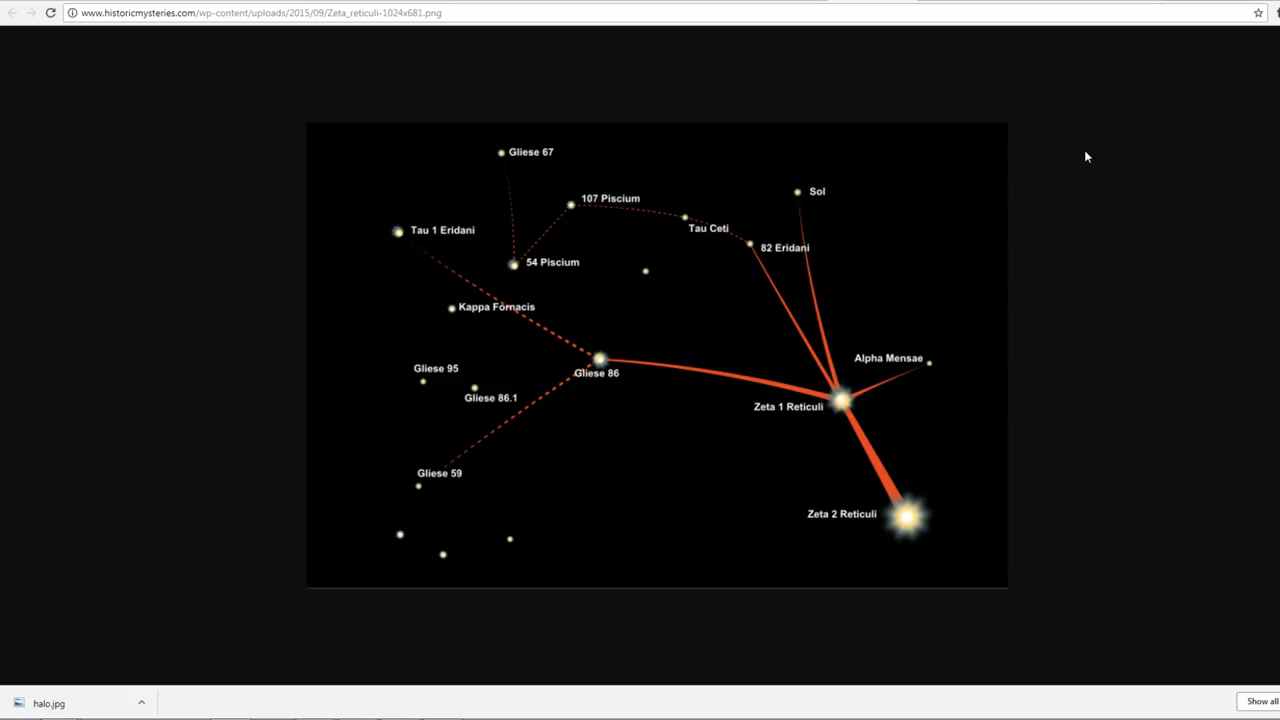 www.historicmysteries.com/wp-content/uploads/2015/09/Zeta_reticuli-1024x681.png
Gliese 67
107 Piscium
Sol
Tau 1 Eridani
Tau Ceti
82 Eridani
54 Piscium
Kappa Fornacis
Alpha Mensae
Gliese 95
Gliese 86
Gliese 86.1
Zeta 1 Reticuli
Gliese 59
Zeta 2 Reticuli
halo.jpg
Show all